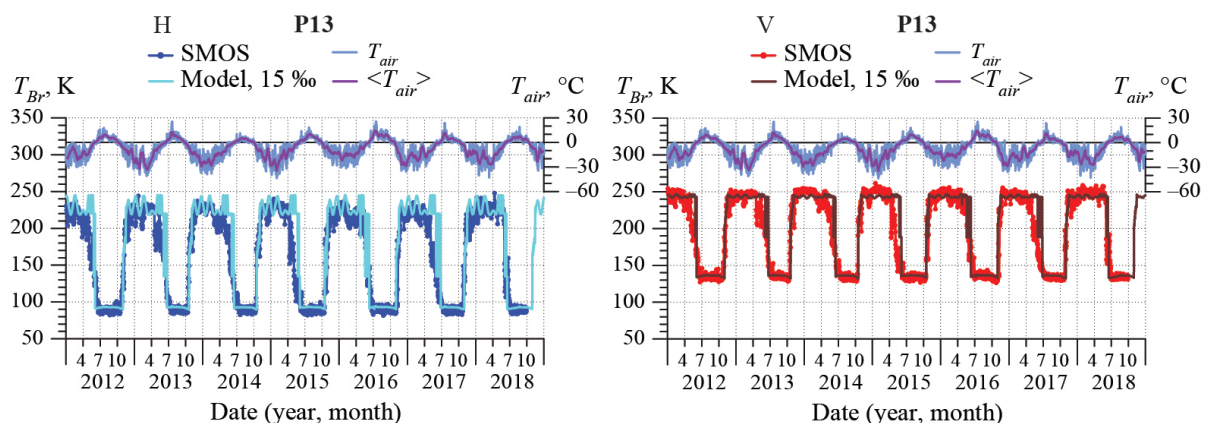 H P13
SMOS T_air
Model, 15 ‰ <T_air>
T_Br, K T_air, °C
350 30
300 0
250 –30
200 –60
150
100
50
4 7 10 4 7 10 4 7 10 4 7 10 4 7 10 4 7 10 4 7 10
2012 2013 2014 2015 2016 2017 2018
Date (year, month)
V P13
SMOS T_air
Model, 15 ‰ <T_air>
T_Br, K T_air, °C
350 30
300 0
250 –30
200 –60
150
100
50
4 7 10 4 7 10 4 7 10 4 7 10 4 7 10 4 7 10 4 7 10
2012 2013 2014 2015 2016 2017 2018
Date (year, month)